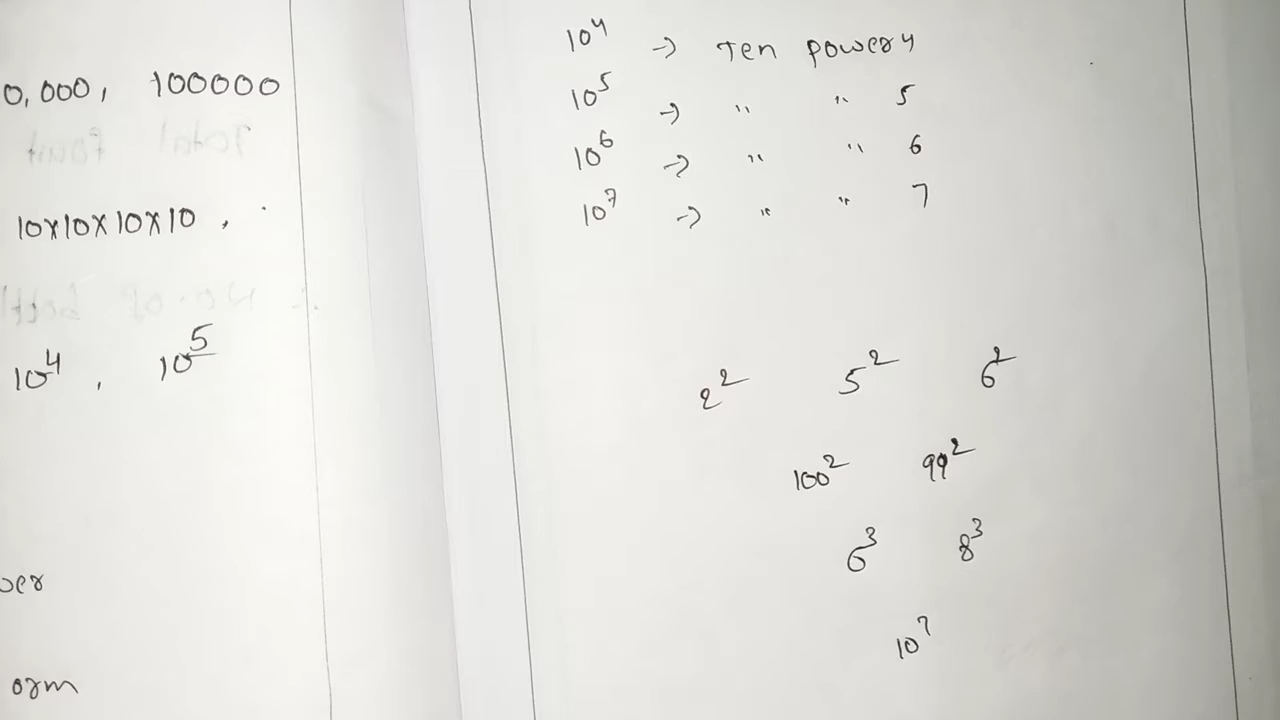 0,000, 100000
10x10x10x10 ,
10⁴ , 10⁵
orm
10⁴ -> Ten power 4
10⁵ -> " " 5
10⁶ -> " " 6
10⁷ -> " " 7
2² 5² 6²
100² 99²
6³ 8³
10⁷